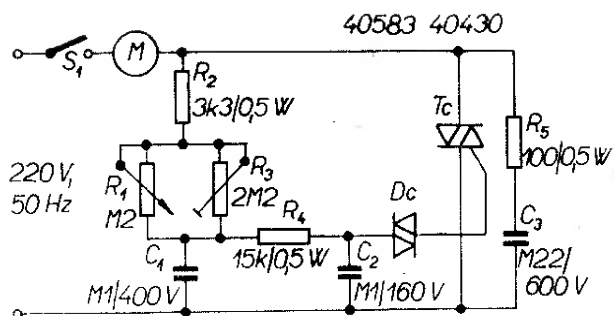 40583 40430
S₁
M
R₂
3k3/0,5 W
Tc
R₅
100/0,5 W
220 V,
50 Hz
R₁
M2
R₃
2M2
R₄
15k/0,5 W
Dc
C₁
M1/400 V
C₂
M1/160 V
C₃
M22/
600 V